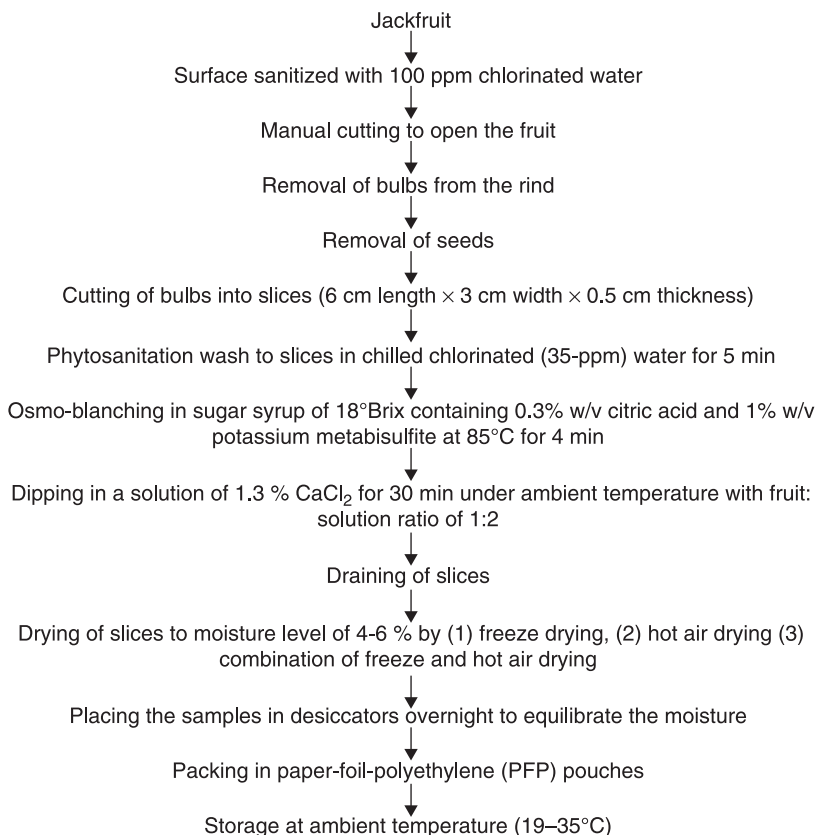 Jackfruit
Surface sanitized with 100 ppm chlorinated water
Manual cutting to open the fruit
Removal of bulbs from the rind
Removal of seeds
Cutting of bulbs into slices (6 cm length × 3 cm width × 0.5 cm thickness)
Phytosanitation wash to slices in chilled chlorinated (35-ppm) water for 5 min
Osmo-blanching in sugar syrup of 18°Brix containing 0.3% w/v citric acid and 1% w/v
potassium metabisulfite at 85°C for 4 min
Dipping in a solution of 1.3 % CaCl₂ for 30 min under ambient temperature with fruit:
solution ratio of 1:2
Draining of slices
Drying of slices to moisture level of 4-6 % by (1) freeze drying, (2) hot air drying (3)
combination of freeze and hot air drying
Placing the samples in desiccators overnight to equilibrate the moisture
Packing in paper-foil-polyethylene (PFP) pouches
Storage at ambient temperature (19–35°C)